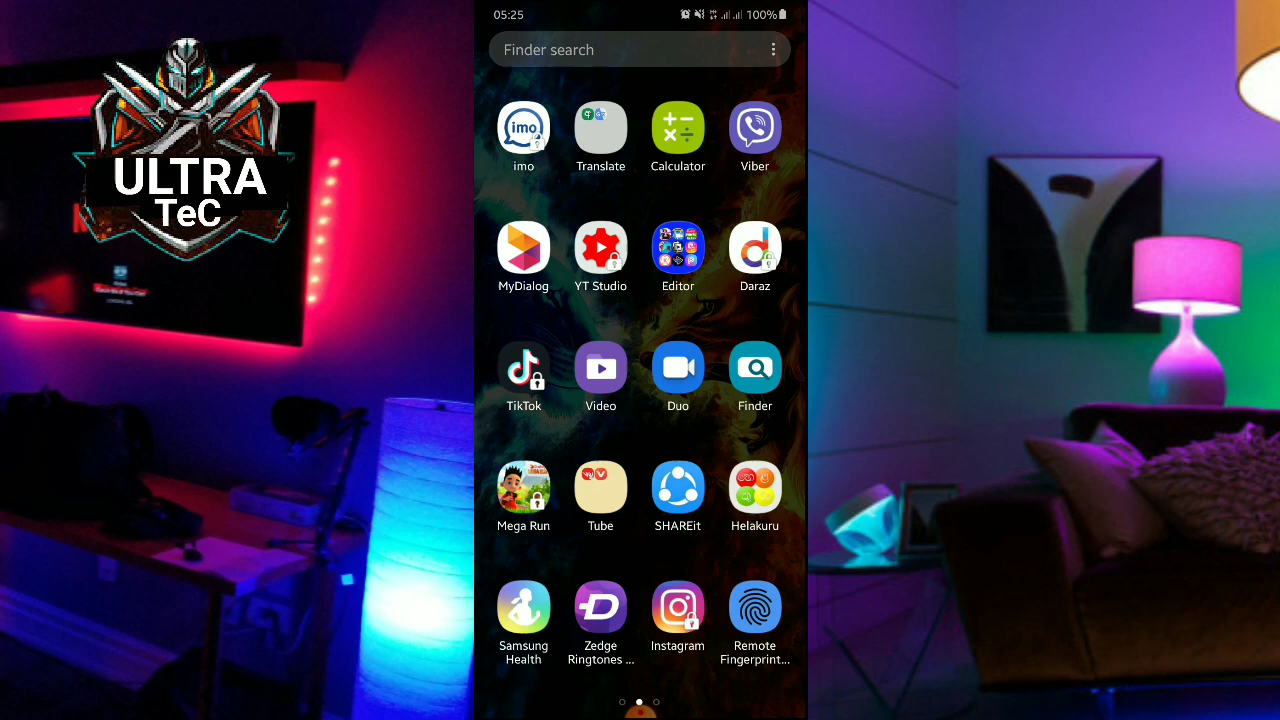 ULTRA
TeC
05:25
100%
Finder search
imo
imo
Translate
Calculator
Viber
MyDialog
YT Studio
Editor
Daraz
TikTok
Video
Duo
Finder
Mega Run
Tube
SHAREit
Helakuru
Samsung
Health
Zedge
Ringtones ...
Instagram
Remote
Fingerprint...